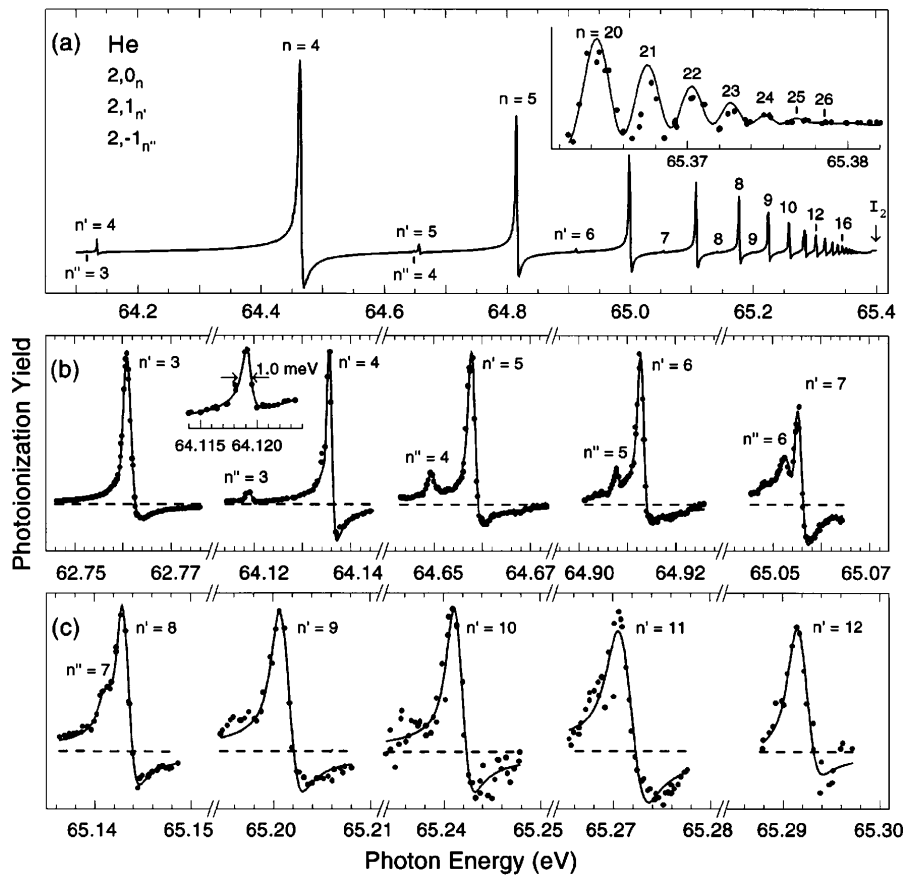 (a) He
2,0n
2,1n'
2,-1n''
n = 4
n = 5
n' = 4
n'' = 3
n' = 5
n'' = 4
n' = 6
7
8
9
8
9
10
12
16
I2
n = 20
21
22
23
24
25
26
65.37
65.38
64.2
64.4
64.6
64.8
65.0
65.2
65.4
Photoionization Yield
(b)
n' = 3
1.0 meV
64.115
64.120
n'' = 3
n' = 4
n'' = 4
n' = 5
n'' = 5
n' = 6
n'' = 6
n' = 7
62.75
62.77
64.12
64.14
64.65
64.67
64.90
64.92
65.05
65.07
(c)
n'' = 7
n' = 8
n' = 9
n' = 10
n' = 11
n' = 12
65.14
65.15
65.20
65.21
65.24
65.25
65.27
65.28
65.29
65.30
Photon Energy (eV)